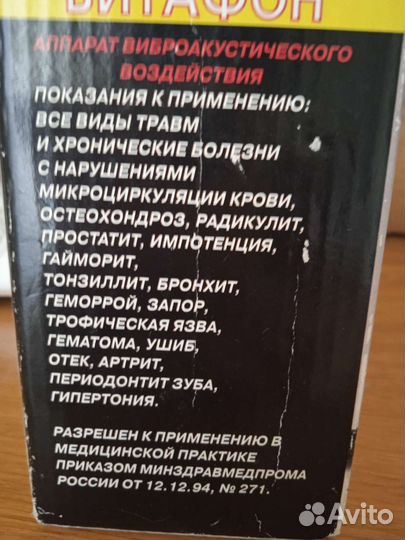 ВИТАФОН
АППАРАТ ВИБРОАКУСТИЧЕСКОГО
ВОЗДЕЙСТВИЯ
ПОКАЗАНИЯ К ПРИМЕНЕНИЮ:
ВСЕ ВИДЫ ТРАВМ
И ХРОНИЧЕСКИЕ БОЛЕЗНИ
С НАРУШЕНИЯМИ
МИКРОЦИРКУЛЯЦИИ КРОВИ,
ОСТЕОХОНДРОЗ, РАДИКУЛИТ,
ПРОСТАТИТ, ИМПОТЕНЦИЯ,
ГАЙМОРИТ,
ТОНЗИЛЛИТ, БРОНХИТ,
ГЕМОРРОЙ, ЗАПОР,
ТРОФИЧЕСКАЯ ЯЗВА,
ГЕМАТОМА, УШИБ,
ОТЕК, АРТРИТ,
ПЕРИОДОНТИТ ЗУБА,
ГИПЕРТОНИЯ.
РАЗРЕШЕН К ПРИМЕНЕНИЮ В
МЕДИЦИНСКОЙ ПРАКТИКЕ
ПРИКАЗОМ МИНЗДРАВМЕДПРОМА
РОССИИ ОТ 12.12.94, № 271.
Avito